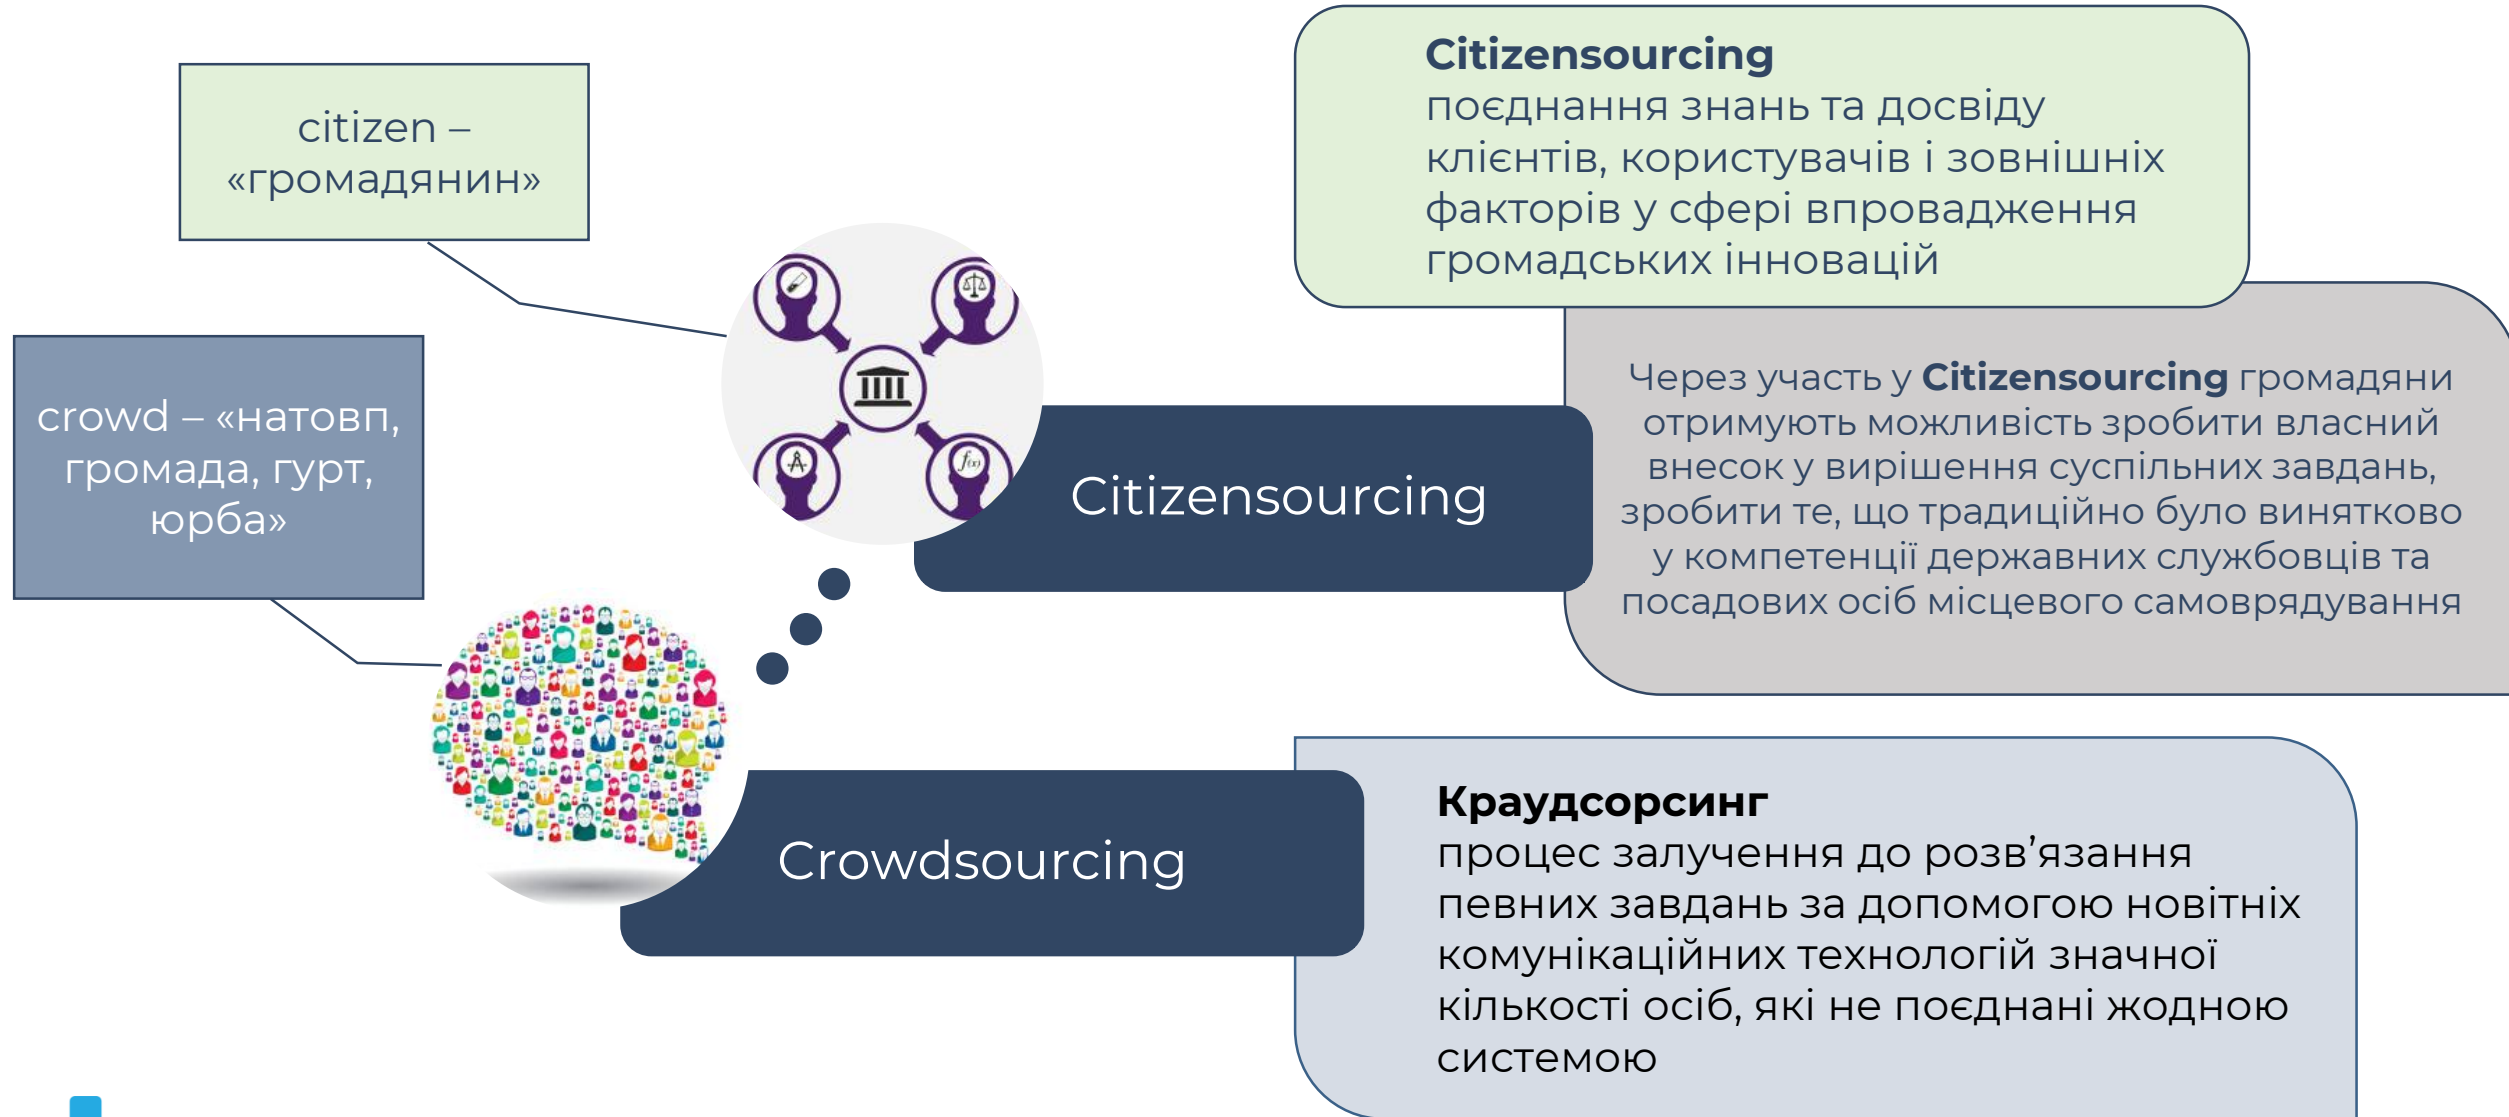 citizen –
«громадянин»
crowd – «натовп,
громада, гурт,
юрба»
Citizensourcing
Crowdsourcing
Citizensourcing
поєднання знань та досвіду
клієнтів, користувачів і зовнішніх
факторів у сфері впровадження
громадських інновацій
Через участь у Citizensourcing громадяни
отримують можливість зробити власний
внесок у вирішення суспільних завдань,
зробити те, що традиційно було винятково
у компетенції державних службовців та
посадових осіб місцевого самоврядування
Краудсорсинг
процес залучення до розв’язання
певних завдань за допомогою новітніх
комунікаційних технологій значної
кількості осіб, які не поєднані жодною
системою
f(x)